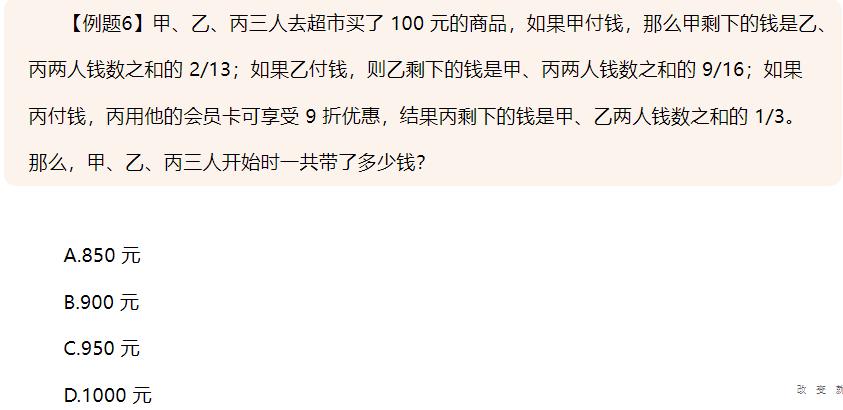 【例题6】甲、乙、丙三人去超市买了 100 元的商品，如果甲付钱，那么甲剩下的钱是乙、
丙两人钱数之和的 2/13；如果乙付钱，则乙剩下的钱是甲、丙两人钱数之和的 9/16；如果
丙付钱，丙用他的会员卡可享受 9 折优惠，结果丙剩下的钱是甲、乙两人钱数之和的 1/3。
那么，甲、乙、丙三人开始时一共带了多少钱？
A.850 元
B.900 元
C.950 元
D.1000 元
改 变